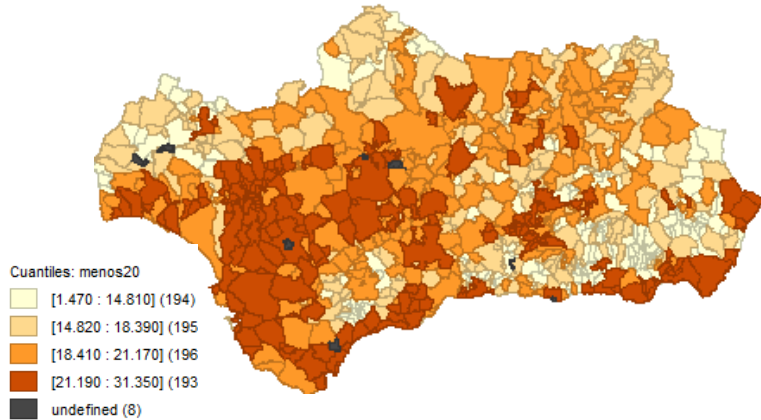 Cuantiles: menos20
[1.470 : 14.810] (194)
[14.820 : 18.390] (195
[18.410 : 21.170] (196
[21.190 : 31.350] (193
undefined (8)